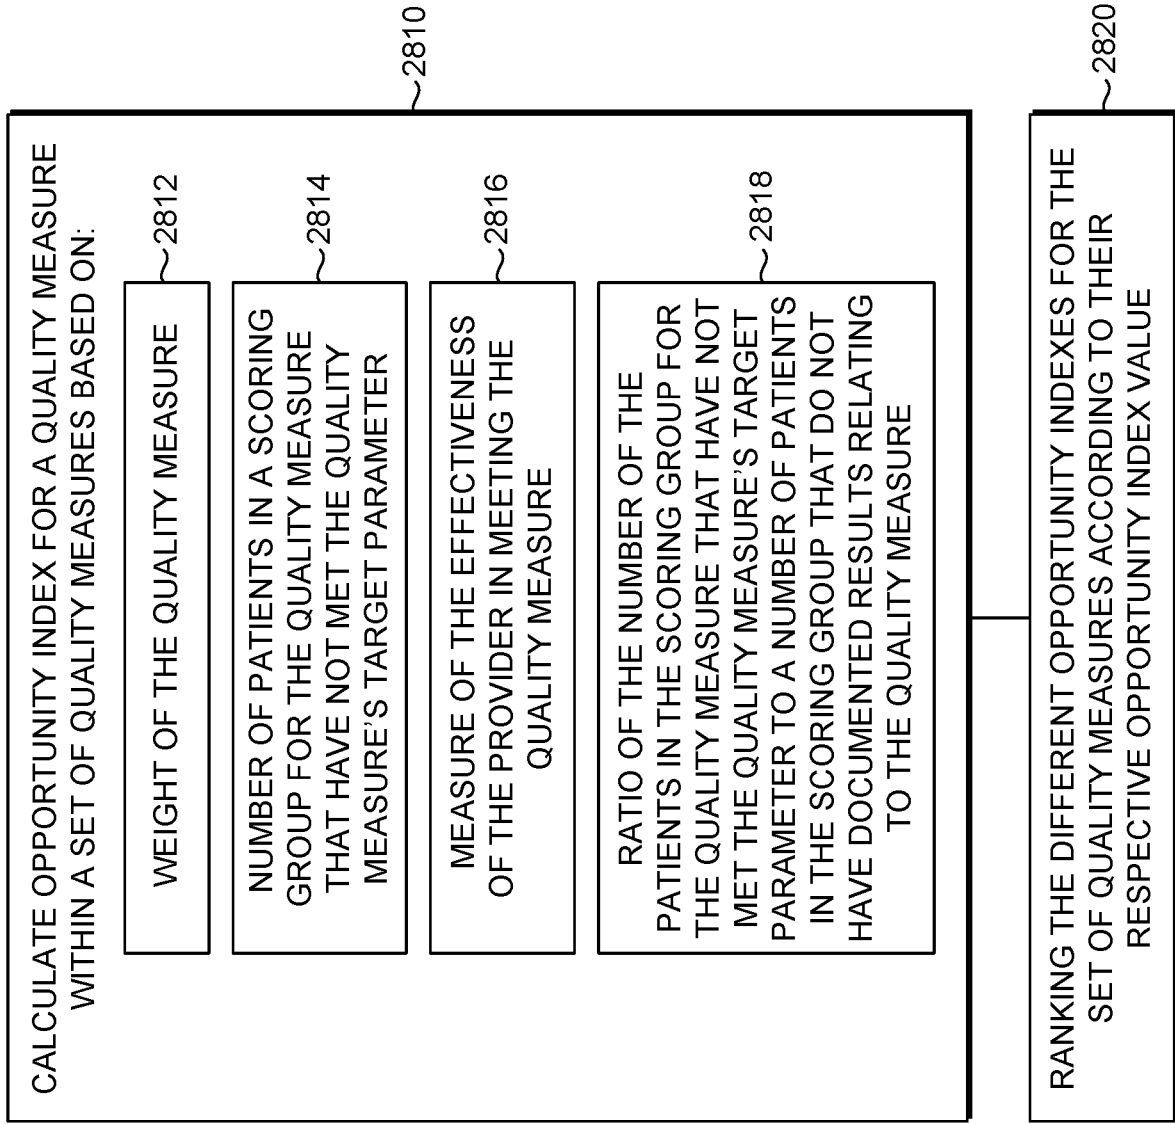 CALCULATE OPPORTUNITY INDEX FOR A QUALITY MEASURE
WITHIN A SET OF QUALITY MEASURES BASED ON:
2810
WEIGHT OF THE QUALITY MEASURE
2812
NUMBER OF PATIENTS IN A SCORING
GROUP FOR THE QUALITY MEASURE
THAT HAVE NOT MET THE QUALITY
MEASURE'S TARGET PARAMETER
2814
MEASURE OF THE EFFECTIVENESS
OF THE PROVIDER IN MEETING THE
QUALITY MEASURE
2816
RATIO OF THE NUMBER OF THE
PATIENTS IN THE SCORING GROUP FOR
THE QUALITY MEASURE THAT HAVE NOT
MET THE QUALITY MEASURE'S TARGET
PARAMETER TO A NUMBER OF PATIENTS
IN THE SCORING GROUP THAT DO NOT
HAVE DOCUMENTED RESULTS RELATING
TO THE QUALITY MEASURE
2818
RANKING THE DIFFERENT OPPORTUNITY INDEXES FOR THE
SET OF QUALITY MEASURES ACCORDING TO THEIR
RESPECTIVE OPPORTUNITY INDEX VALUE
2820